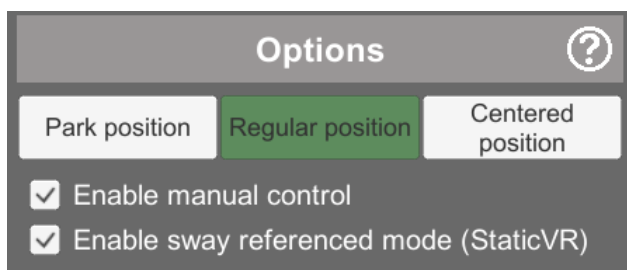 Options
Park position
Regular position
Centered
position
Enable manual control
Enable sway referenced mode (StaticVR)